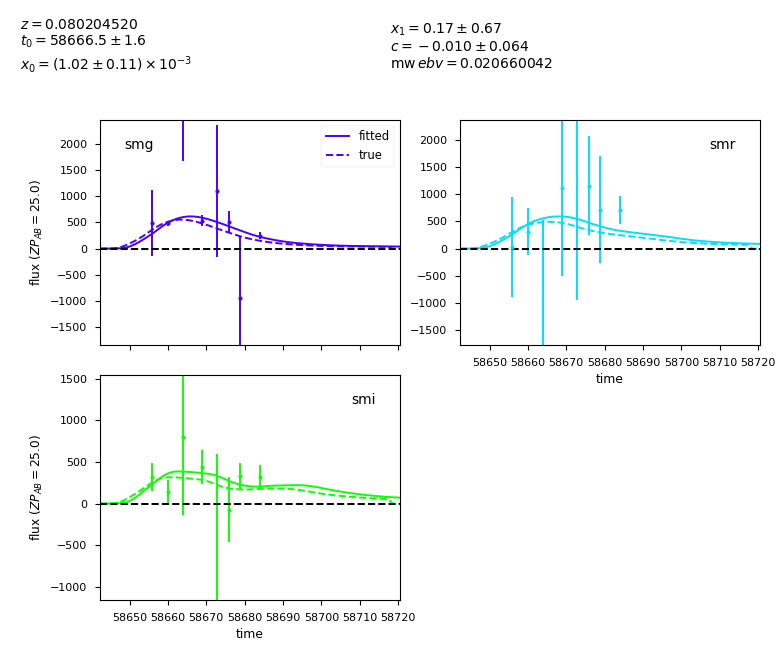 z = 0.080204520
t₀ = 58666.5 ± 1.6
x₀ = (1.02 ± 0.11) × 10⁻³
x₁ = 0.17 ± 0.67
c = −0.010 ± 0.064
mw ebv = 0.020660042
smg
fitted
true
2000
1500
1000
500
0
−500
−1000
−1500
flux (ZP_AB = 25.0)
smr
2000
1500
1000
500
0
−500
−1000
−1500
58650 58660 58670 58680 58690 58700 58710 58720
time
smi
1500
1000
500
0
−500
−1000
flux (ZP_AB = 25.0)
58650 58660 58670 58680 58690 58700 58710 58720
time